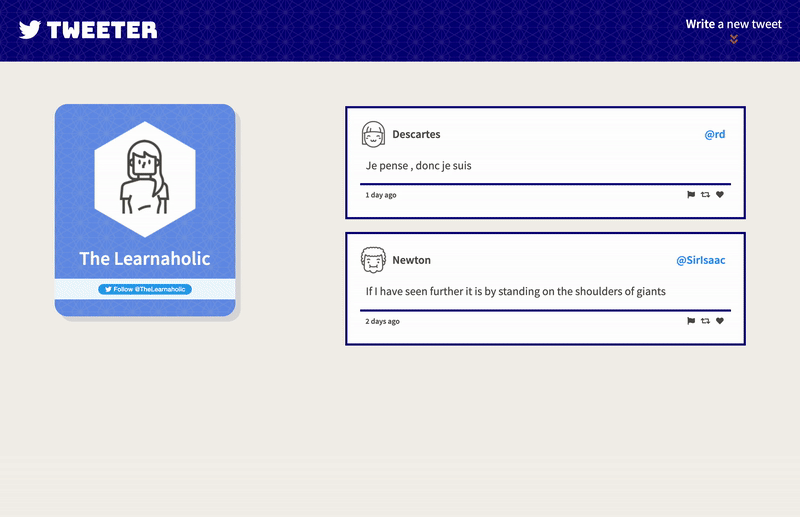 TWEETER
Write a new tweet
The Learnaholic
Follow @TheLearnaholic
Descartes
@rd
Je pense , donc je suis
1 day ago
Newton
@SirIsaac
If I have seen further it is by standing on the shoulders of giants
2 days ago